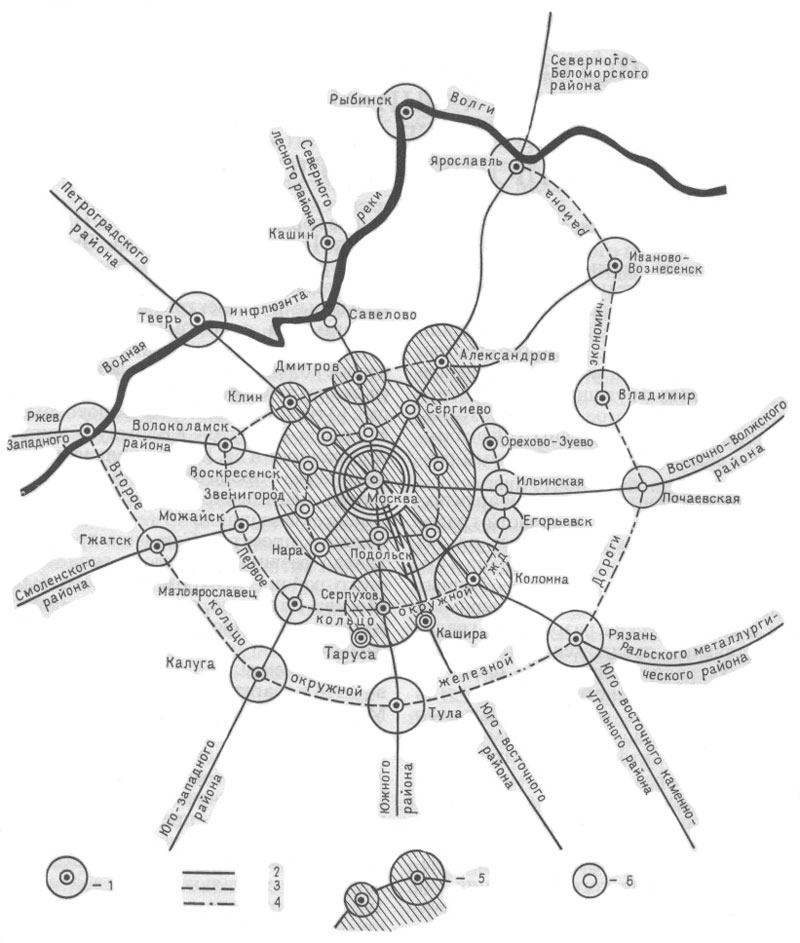 Северного-
Беломорского
района
Рыбинск
Волги
Ярославль
Северного
лесного района
реки
района
Петроградского
района
Кашин
Иваново-
Вознесенск
инфлюэнта
Тверь
Савелово
экономич.
Водная
Дмитров
Александров
Клин
Владимир
Ржев
Волоколамск
Сергиево
Западного
района
Орехово-Зуево
Восточно-Волжского
района
Воскресенск
Ильинская
Звенигород
Москва
Почаевская
Второе
Можайск
Егорьевск
Гжатск
Нара
Подольск
Первое
ж.д.
Дороги
Смоленского
района
Коломна
Малоярославец
Серпухов
окружной
кольцо
кольцо
Кашира
Рязань
Таруса
Ральского металлурги-
ческого района
Калуга
железной
окружной
Тула
Юго-западного
района
Южного
района
Юго-восточного
района
Юго-восточного каменно-
угольного района
– 1
2
3
4
– 5
– 6